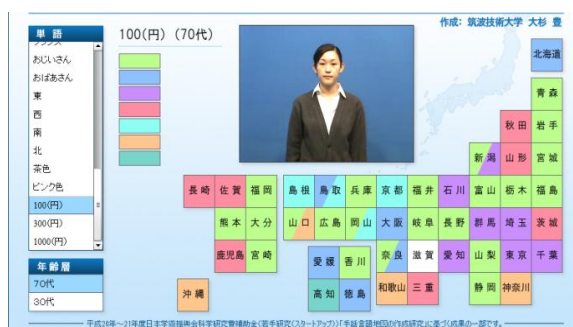 作成: 筑波技術大学 大杉 豊
単 語
100(円) (70代)
プラス
おじいさん
おばあさん
東
西
南
北
茶色
ピンク色
100(円)
300(円)
1000(円)
年齢層
70代
30代
北海道
青 森
秋 田 岩 手
新 潟 山 形 宮 城
長 崎 佐 賀 福 岡 島 根 鳥 取 兵 庫 京 都 福 井 石 川 富 山 栃 木 福 島
熊 本 大 分 山 口 広 島 岡 山 大 阪 岐 阜 長 野 群 馬 埼 玉 茨 城
鹿児島 宮 崎 愛 媛 香 川 奈 良 滋 賀 愛 知 山 梨 東 京 千 葉
沖 縄 高 知 徳 島 和歌山 三 重 静 岡 神奈川
平成20年~21年度日本学術振興会科学研究費補助金(若手研究(スタートアップ))「手話言語地図の作成研究」に基づく成果の一部です。